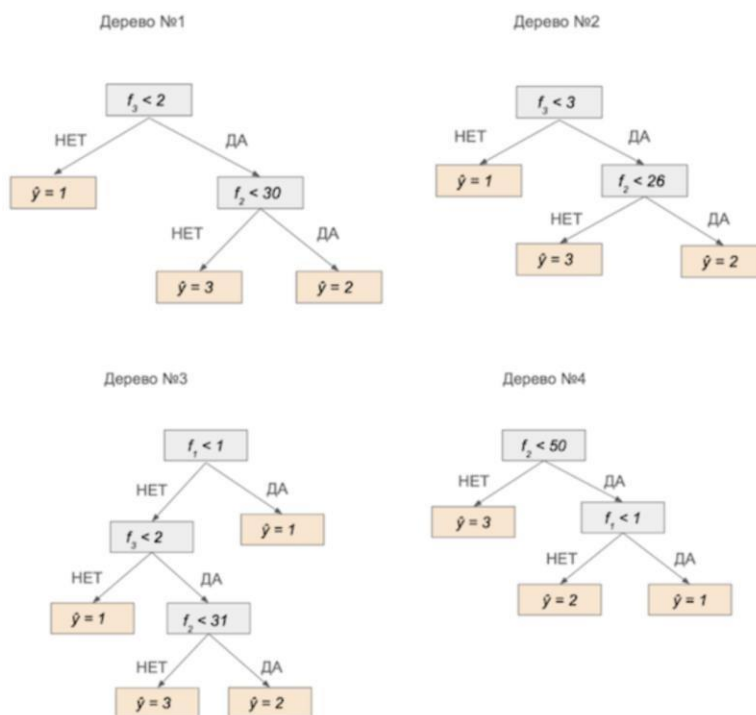 Дерево №1
f₃ < 2
НЕТ
ДА
ŷ = 1
f₂ < 30
НЕТ
ДА
ŷ = 3
ŷ = 2
Дерево №2
f₃ < 3
НЕТ
ДА
ŷ = 1
f₂ < 26
НЕТ
ДА
ŷ = 3
ŷ = 2
Дерево №3
f₁ < 1
НЕТ
ДА
f₃ < 2
ŷ = 1
НЕТ
ДА
ŷ = 1
f₂ < 31
НЕТ
ДА
ŷ = 3
ŷ = 2
Дерево №4
f₂ < 50
НЕТ
ДА
ŷ = 3
f₁ < 1
НЕТ
ДА
ŷ = 2
ŷ = 1